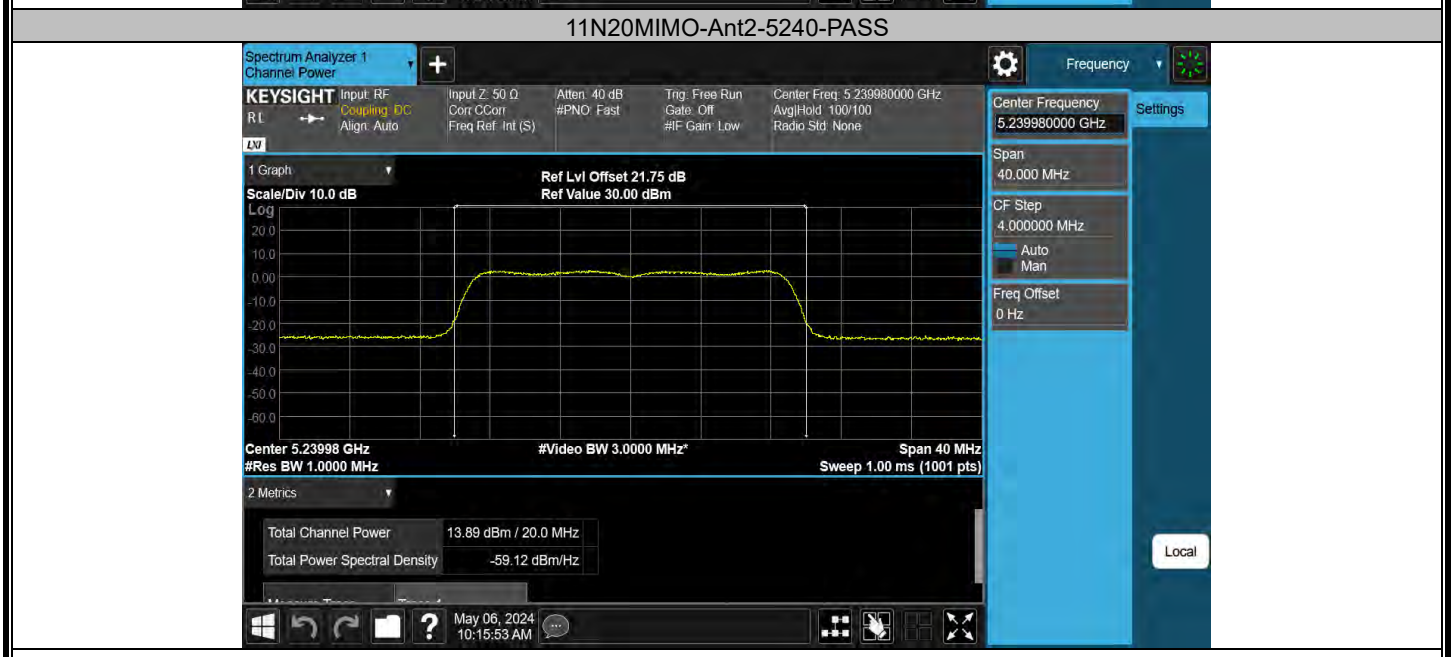 11N20MIMO-Ant2-5240-PASS
Spectrum Analyzer 1
Channel Power
Frequency
KEYSIGHT
RL
LXI
Input: RF
Coupling: DC
Align: Auto
Input Z: 50 Ω
Corr CCorr
Freq Ref: Int (S)
Atten: 40 dB
#PNO: Fast
Trig: Free Run
Gate: Off
#IF Gain: Low
Center Freq: 5.239980000 GHz
Avg|Hold: 100/100
Radio Std: None
Center Frequency
5.239980000 GHz
Settings
Span
40.000 MHz
CF Step
4.000000 MHz
Auto
Man
Freq Offset
0 Hz
Local
1 Graph
Scale/Div 10.0 dB
Ref Lvl Offset 21.75 dB
Ref Value 30.00 dBm
Log
20.0
10.0
0.00
-10.0
-20.0
-30.0
-40.0
-50.0
-60.0
Center 5.23998 GHz
#Video BW 3.0000 MHz*
Span 40 MHz
#Res BW 1.0000 MHz
Sweep 1.00 ms (1001 pts)
2 Metrics
Total Channel Power 13.89 dBm / 20.0 MHz
Total Power Spectral Density -59.12 dBm/Hz
?
May 06, 2024
10:15:53 AM